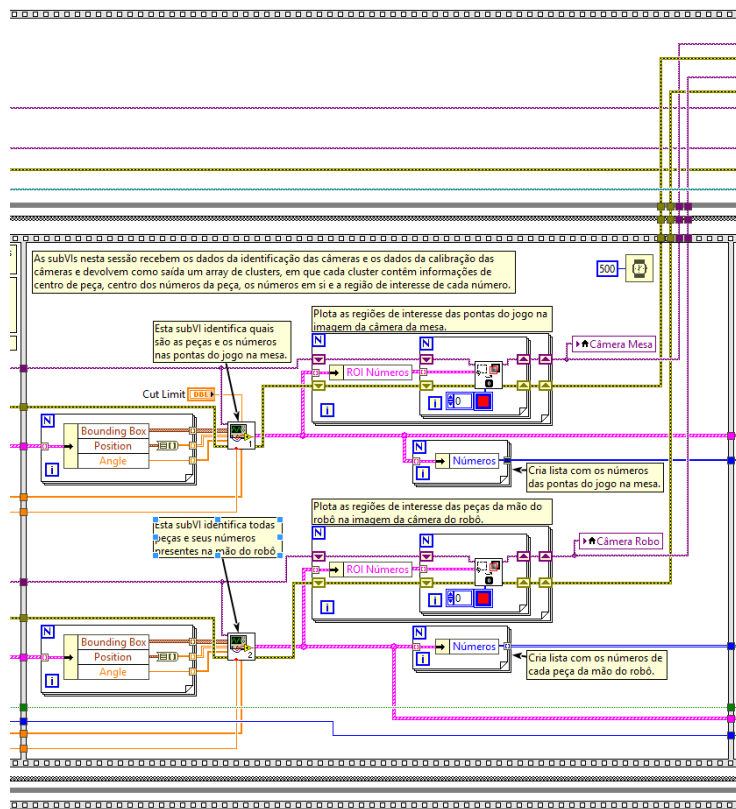 As subVIs nesta sessão recebem os dados da identificação das câmeras e os dados da calibração das
câmeras e devolvem como saída um array de clusters, em que cada cluster contém informações de
centro de peça, centro dos números da peça, os números em si e a região de interesse de cada número.
500
Esta subVI identifica quais
são as peças e os números
nas pontas do jogo na mesa.
Plota as regiões de interesse das pontas do jogo na
imagem da câmera da mesa.
N
N
Câmera Mesa
ROI Números
Cut Limit
DBL
i
i
0
N
Bounding Box
Position
Angle
i
1
N
Números
i
Cria lista com os números
das pontas do jogo na mesa.
Esta subVI identifica todas
peças e seus números
presentes na mão do robô
Plota as regiões de interesse das peças da mão do
robô na imagem da câmera do robô.
N
N
Câmera Robo
ROI Números
i
i
0
N
Bounding Box
Position
Angle
i
2
N
Números
i
Cria lista com os números de
cada peça da mão do robô.